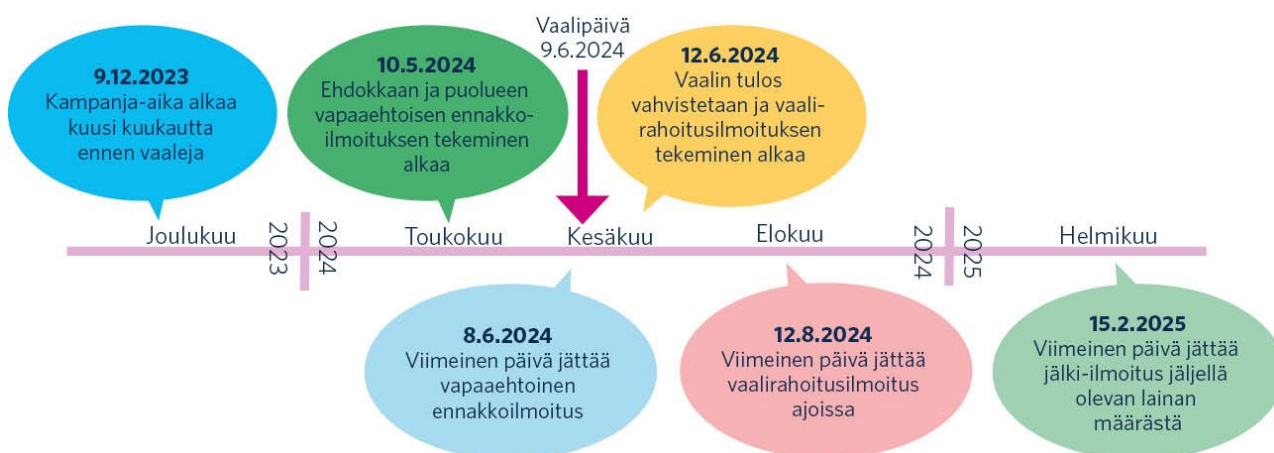 Vaalipäivä
9.6.2024
9.12.2023
Kampanja-aika alkaa
kuusi kuukautta
ennen vaaleja
10.5.2024
Ehdokkaan ja puolueen
vapaaehtoisen ennakko-
ilmoituksen tekeminen
alkaa
12.6.2024
Vaalin tulos
vahvistetaan ja vaali-
rahoitusilmoituksen
tekeminen alkaa
Joulukuu
2023
2024
Toukokuu
Kesäkuu
Elokuu
2024
2025
Helmikuu
8.6.2024
Viimeinen päivä jättää
vapaaehtoinen
ennakkoilmoitus
12.8.2024
Viimeinen päivä jättää
vaalirahoitusilmoitus
ajoissa
15.2.2025
Viimeinen päivä jättää
jälki-ilmoitus jäljellä
olevan lainan
määrästä